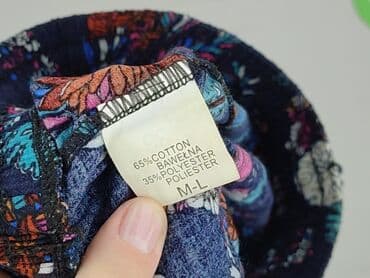 65%COTTON
BAWEŁNA
35%POLYESTER
POLIESTER
M-L